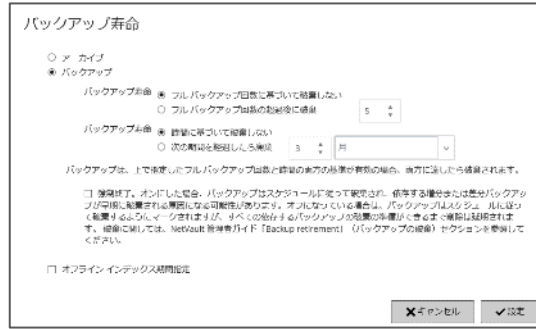 バックアップ寿命
アーカイブ
バックアップ
バックアップ寿命 フルバックアップ回数に基づいて破棄しない
フルバックアップ回数の超過後に破棄 5
バックアップ寿命 時間に基づいて破棄しない
次の期間を超過したら廃棄 3 月
バックアップは、上で指定したフルバックアップ回数と時間の両方の基準が有効の場合、両方に達したら破棄されます。
強制終了。オンにした場合、バックアップはスケジュールに従って破棄され、依存する増分または差分バックアッ
プが早期に破棄される原因になる可能性があります。オフになっている場合は、バックアップはスケジュールに従っ
て破棄するようにマークされますが、すべての依存するバックアップの破棄の準備ができるまで削除は延期されま
す。破棄に関しては、NetVault 管理者ガイド「Backup retirement」（バックアップの破棄）セクションを参照して
ください。
オフラインインデックス期間指定
キャンセル 設定